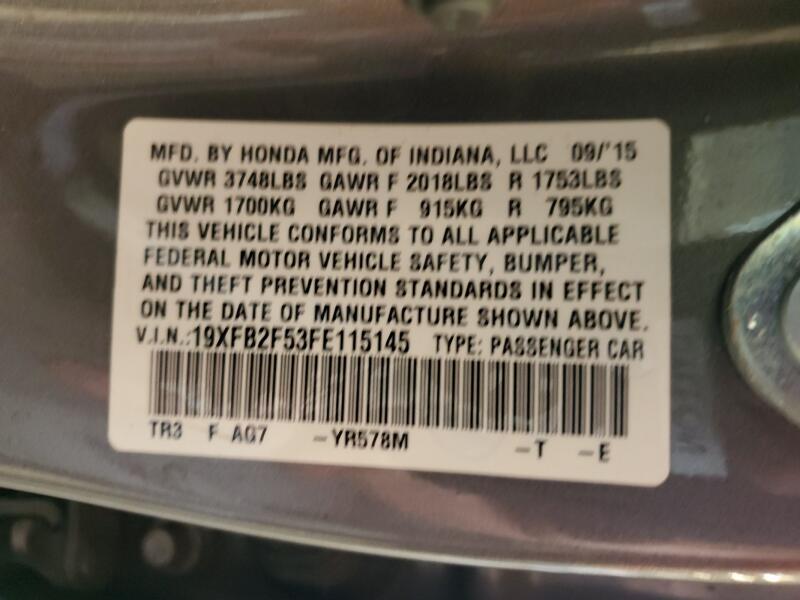 MFD. BY HONDA MFG. OF INDIANA, LLC 09/'15
GVWR 3748LBS GAWR F 2018LBS R 1753LBS
GVWR 1700KG GAWR F 915KG R 795KG
THIS VEHICLE CONFORMS TO ALL APPLICABLE
FEDERAL MOTOR VEHICLE SAFETY, BUMPER,
AND THEFT PREVENTION STANDARDS IN EFFECT
ON THE DATE OF MANUFACTURE SHOWN ABOVE.
V.I.N.:19XFB2F53FE115145 TYPE: PASSENGER CAR
TR3 F AG7 -YR578M -T -E